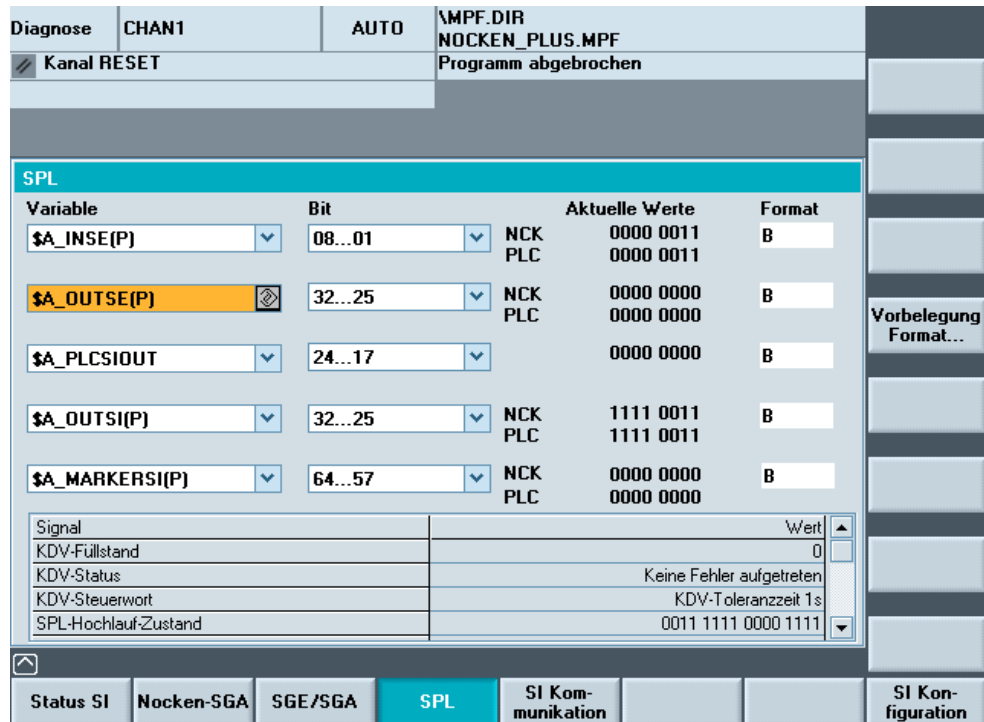 Diagnose CHAN1 AUTO \MPF.DIR
NOCKEN_PLUS.MPF
Kanal RESET Programm abgebrochen
SPL
Variable Bit Aktuelle Werte Format
$A_INSE(P) 08...01 NCK 0000 0011 B
PLC 0000 0011
$A_OUTSE(P) 32...25 NCK 0000 0000 B
PLC 0000 0000
Vorbelegung
Format...
$A_PLCSIOUT 24...17 0000 0000 B
$A_OUTSI(P) 32...25 NCK 1111 0011 B
PLC 1111 0011
$A_MARKERSI(P) 64...57 NCK 0000 0000 B
PLC 0000 0000
Signal Wert
KDV-Füllstand 0
KDV-Status Keine Fehler aufgetreten
KDV-Steuerwort KDV-Toleranzzeit 1s
SPL-Hochlauf-Zustand 0011 1111 0000 1111
Status SI Nocken-SGA SGE/SGA SPL SI Kom-
munikation SI Kon-
figuration